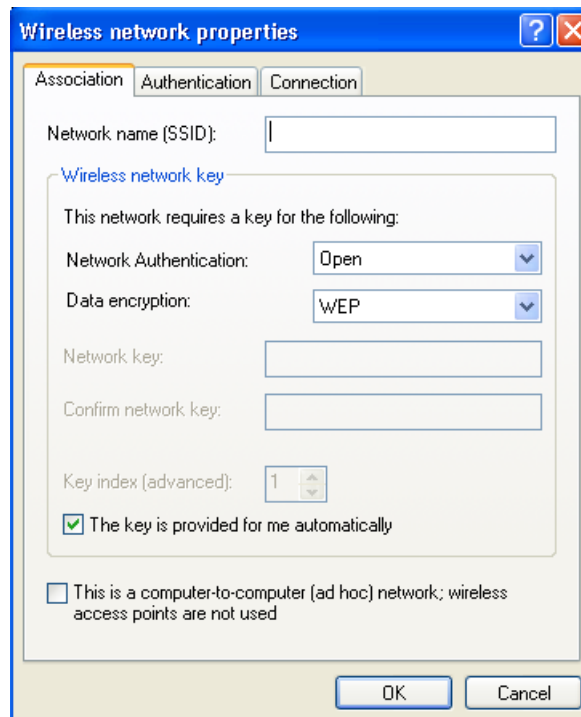 Wireless network properties
Association Authentication Connection
Network name (SSID):
Wireless network key
This network requires a key for the following:
Network Authentication: Open
Data encryption: WEP
Network key:
Confirm network key:
Key index (advanced): 1
The key is provided for me automatically
This is a computer-to-computer (ad hoc) network; wireless
access points are not used
OK Cancel